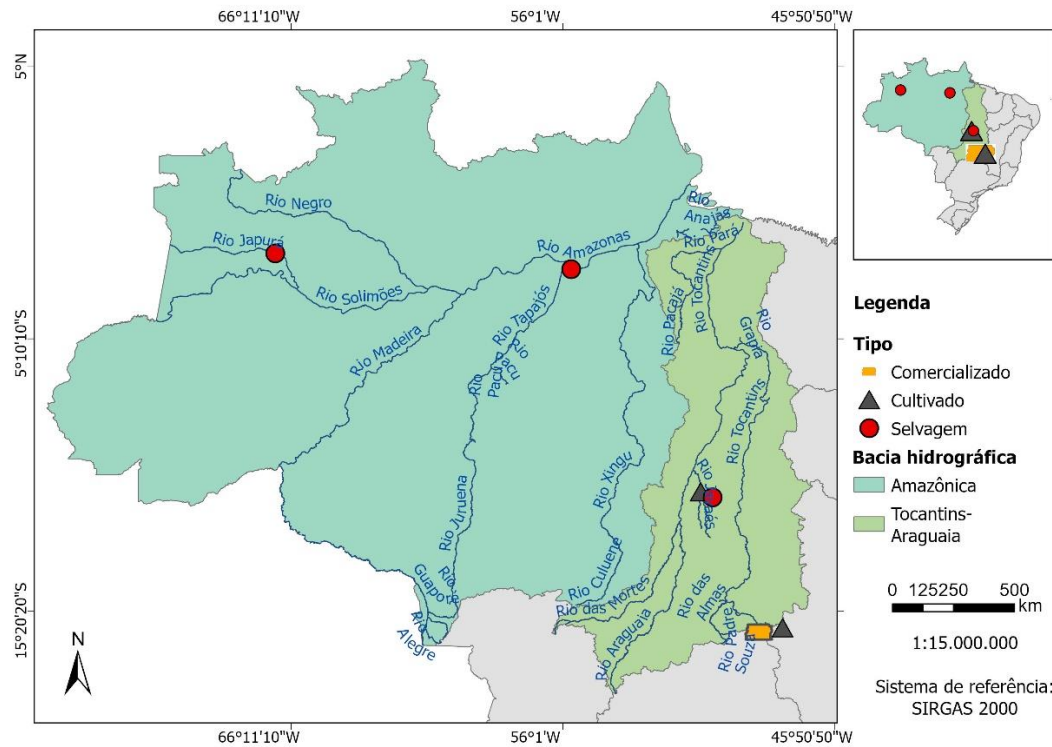 66°11'10"W
56°1'W
45°50'50"W
5°N
5°10'10"S
15°20'20"S
Rio Negro
Rio Japurá
Rio Solimões
Rio Amazonas
Rio
Anajás
Rio Pará
Rio Madeira
Rio Tapajós
Rio
Pacu
Rio
Pacu
Rio Pacajá
Rio Tocantins
Rio
Grapia
Rio Tocantins
Rio Xingu
Rio Juruena
Rio
Guaporé
Rio
Rio
Alegre
Rio Culuene
Rio das Mortes
Rio Araguaia
Rio das
Almas
Rio Padre
Souza
N
66°11'10"W
56°1'W
45°50'50"W
Legenda
Tipo
Comercializado
Cultivado
Selvagem
Bacia hidrográfica
Amazônica
Tocantins-
Araguaia
0 125250 500
km
1:15.000.000
Sistema de referência:
SIRGAS 2000